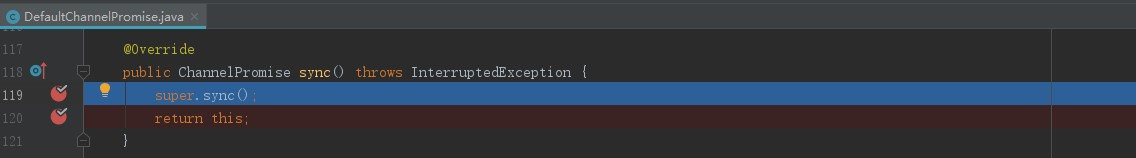 DefaultChannelPromise.java
117 @Override
118 public ChannelPromise sync() throws InterruptedException {
119 super.sync();
120 return this;
121 }